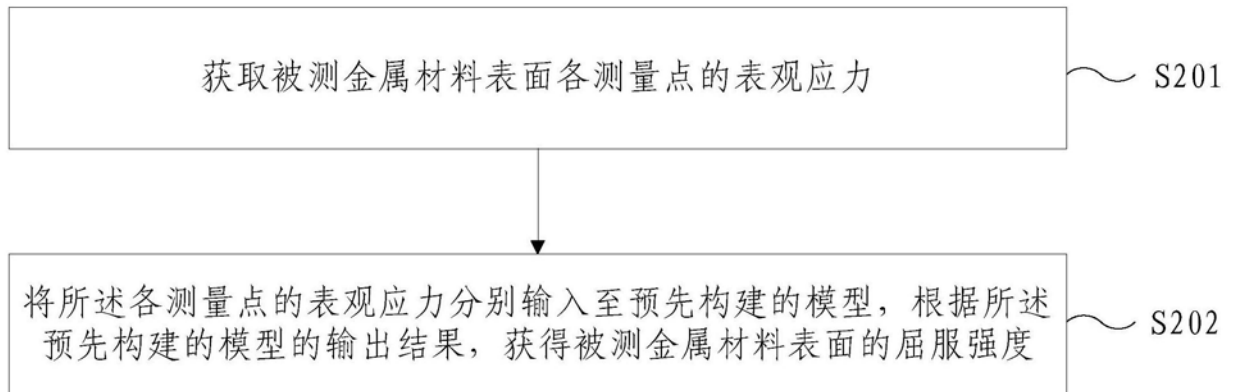 获取被测金属材料表面各测量点的表观应力
S201
将所述各测量点的表观应力分别输入至预先构建的模型，根据所述
预先构建的模型的输出结果，获得被测金属材料表面的屈服强度
S202